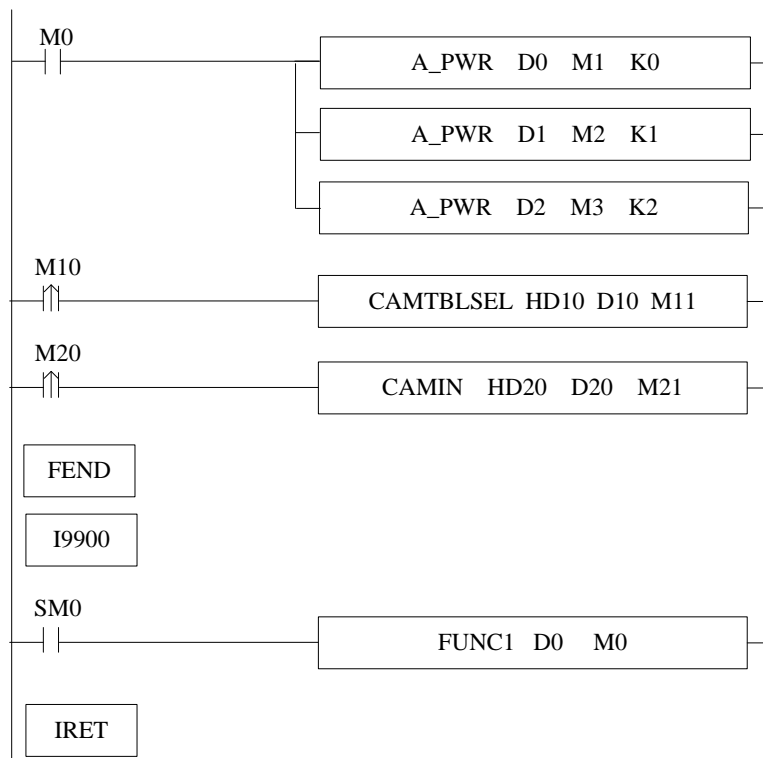 M0
A_PWR D0 M1 K0
A_PWR D1 M2 K1
A_PWR D2 M3 K2
M10
CAMTBLSEL HD10 D10 M11
M20
CAMIN HD20 D20 M21
FEND
I9900
SM0
FUNC1 D0 M0
IRET